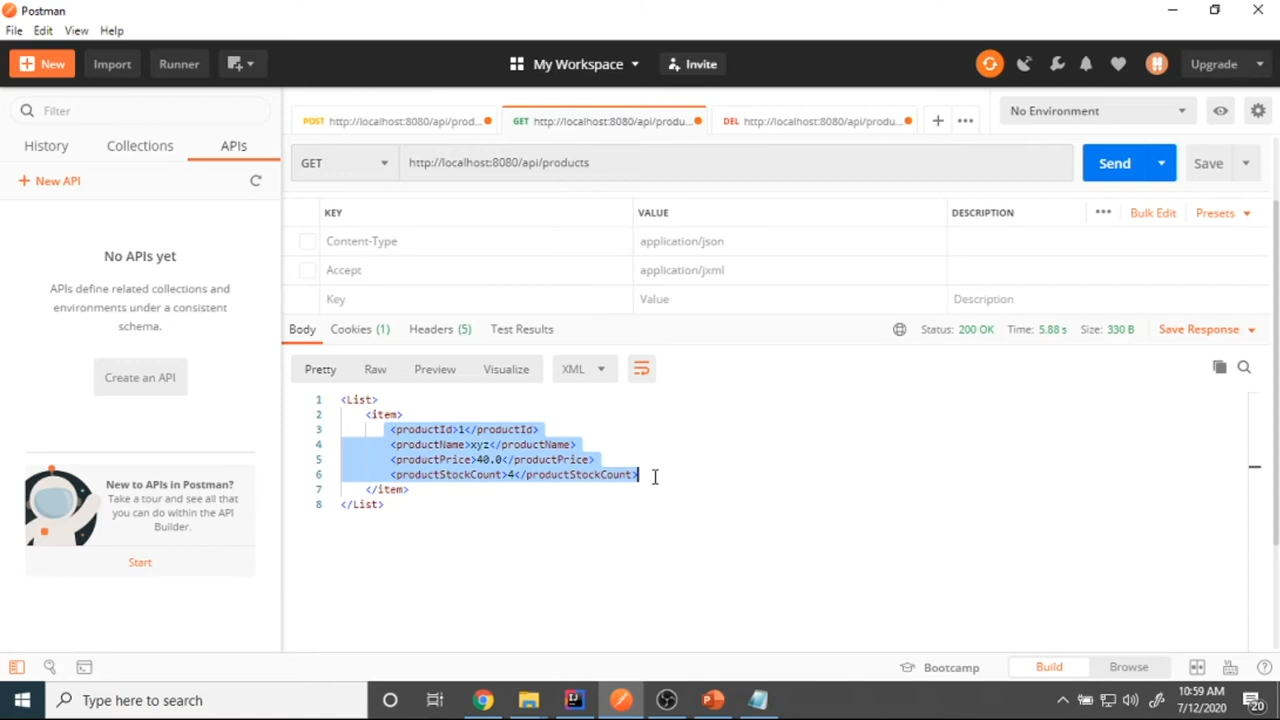 Postman
File Edit View Help
New Import Runner My Workspace Invite Upgrade
Filter
History Collections APIs
New API
No APIs yet
APIs define related collections and
environments under a consistent
schema.
Create an API
New to APIs in Postman?
Take a tour and see all that
you can do within the API
Builder.
Start
POST http://localhost:8080/api/prod...
GET http://localhost:8080/api/produ...
DEL http://localhost:8080/api/produ...
No Environment
GET http://localhost:8080/api/products Send Save
KEY VALUE DESCRIPTION Bulk Edit Presets
Content-Type application/json
Accept application/jxml
Key Value Description
Body Cookies (1) Headers (5) Test Results Status: 200 OK Time: 5.88 s Size: 330 B Save Response
Pretty Raw Preview Visualize XML
1 <List>
2 <item>
3 <productId>1</productId>
4 <productName>xyz</productName>
5 <productPrice>40.0</productPrice>
6 <productStockCount>4</productStockCount>
7 </item>
8 </List>
Bootcamp Build Browse
Type here to search
10:59 AM
7/12/2020
20